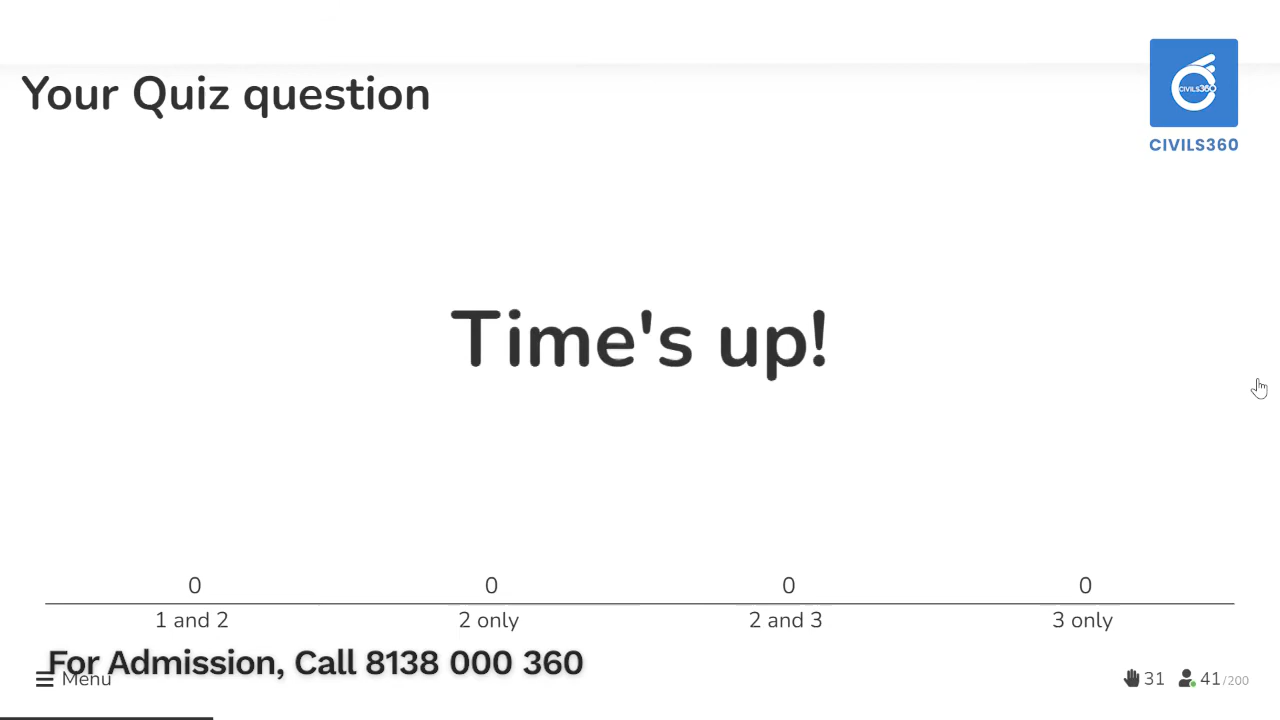 Your Quiz question
CIVILS360
CIVILS360
Time's up!
0 0 0 0
1 and 2 2 only 2 and 3 3 only
For Admission, Call 8138 000 360
Menu 31 41/200